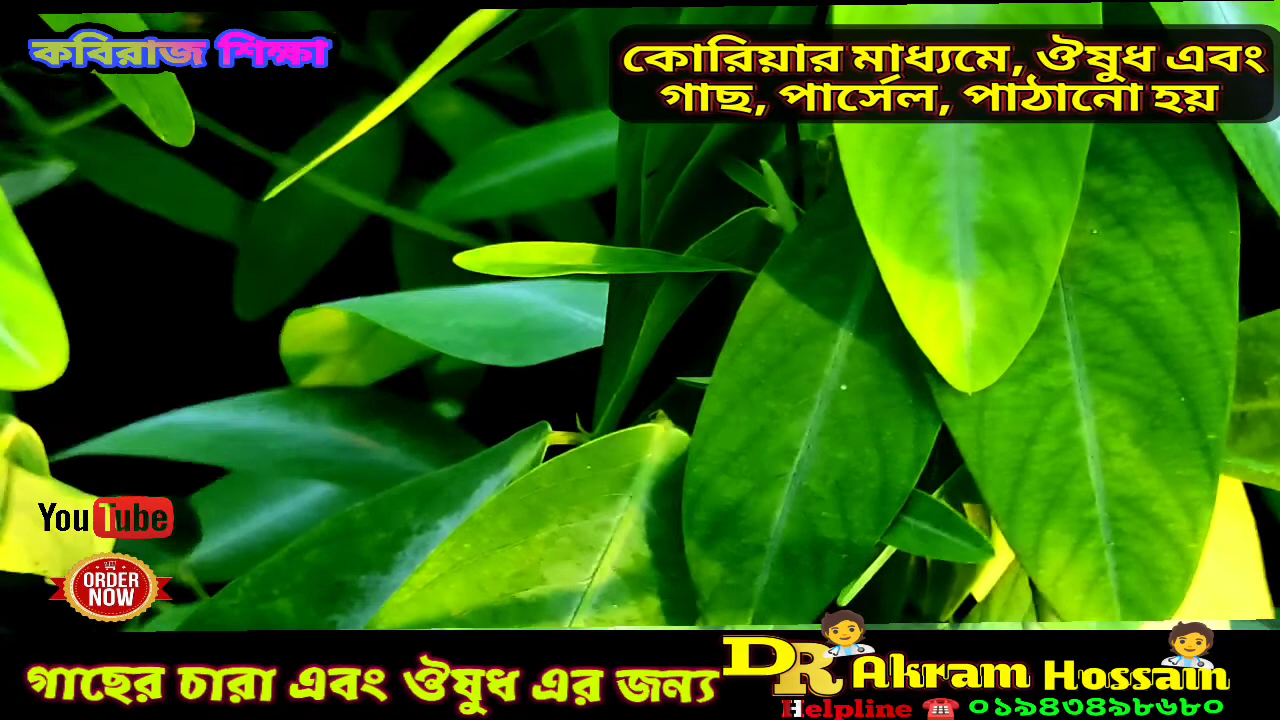 কবিরাজ শিক্ষা
কোরিয়ার মাধ্যমে, ঔষুধ এবং
গাছ, পার্সেল, পাঠানো হয়
YouTube
ORDER
NOW
গাছের চারা এবং ঔষুধ এর জন্য
DR Akram Hossain
Helpline ☎ ০১৯৪৩৪৯৮৬৮০